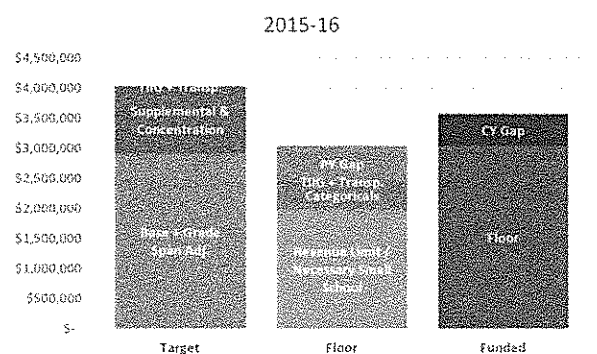 2015-16
$4,500,000
$4,000,000
$3,500,000
$3,000,000
$2,500,000
$2,000,000
$1,500,000
$1,000,000
$500,000
$-
TIIG + Transp.
Supplemental &
Concentration
Base + Grade
Span Adj
PY Gap
TIIG + Transp.
Categoricals
Revenue Limit /
Necessary Small
School
CY Gap
Floor
Target
Floor
Funded